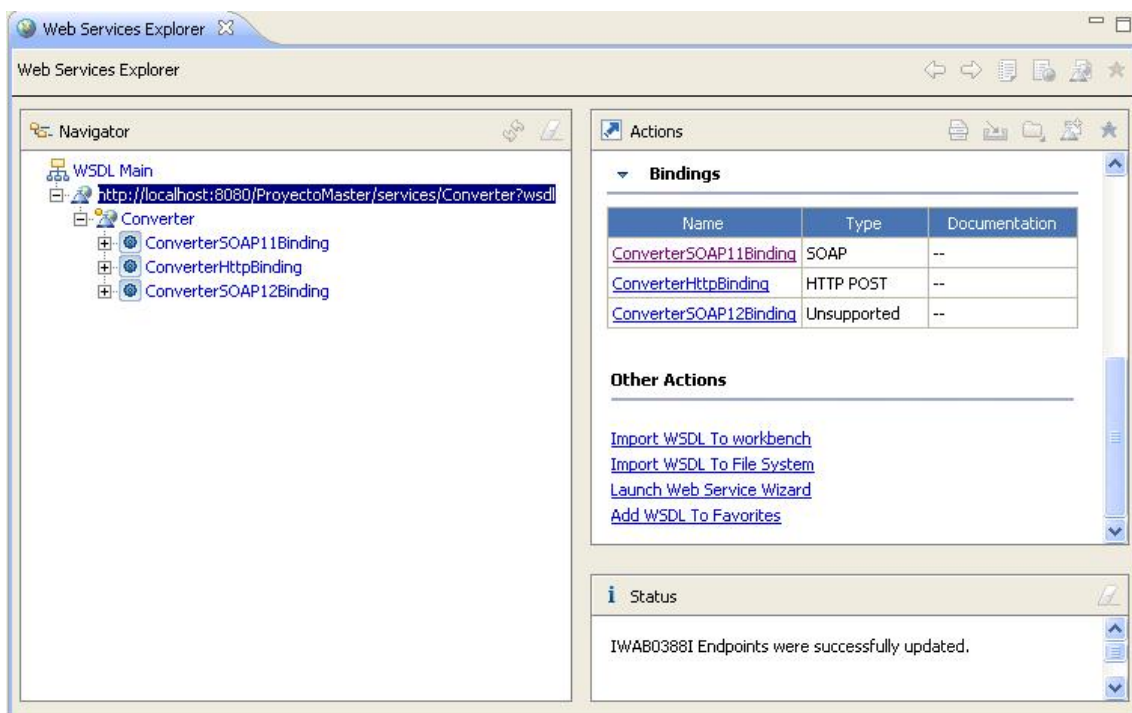 Web Services Explorer
Web Services Explorer
Navigator
WSDL Main
http://localhost:8080/ProyectoMaster/services/Converter?wsdl
Converter
ConverterSOAP11Binding
ConverterHttpBinding
ConverterSOAP12Binding
Actions
Bindings
Name Type Documentation
ConverterSOAP11Binding SOAP --
ConverterHttpBinding HTTP POST --
ConverterSOAP12Binding Unsupported --
Other Actions
Import WSDL To workbench
Import WSDL To File System
Launch Web Service Wizard
Add WSDL To Favorites
i Status
IWAB0388I Endpoints were successfully updated.